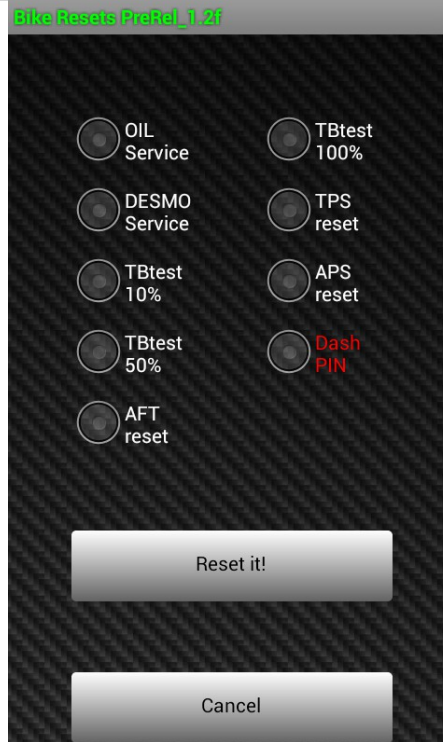 Bike Resets PreRel_1.2f
OIL
Service
TBtest
100%
DESMO
Service
TPS
reset
TBtest
10%
APS
reset
TBtest
50%
Dash
PIN
AFT
reset
Reset it!
Cancel